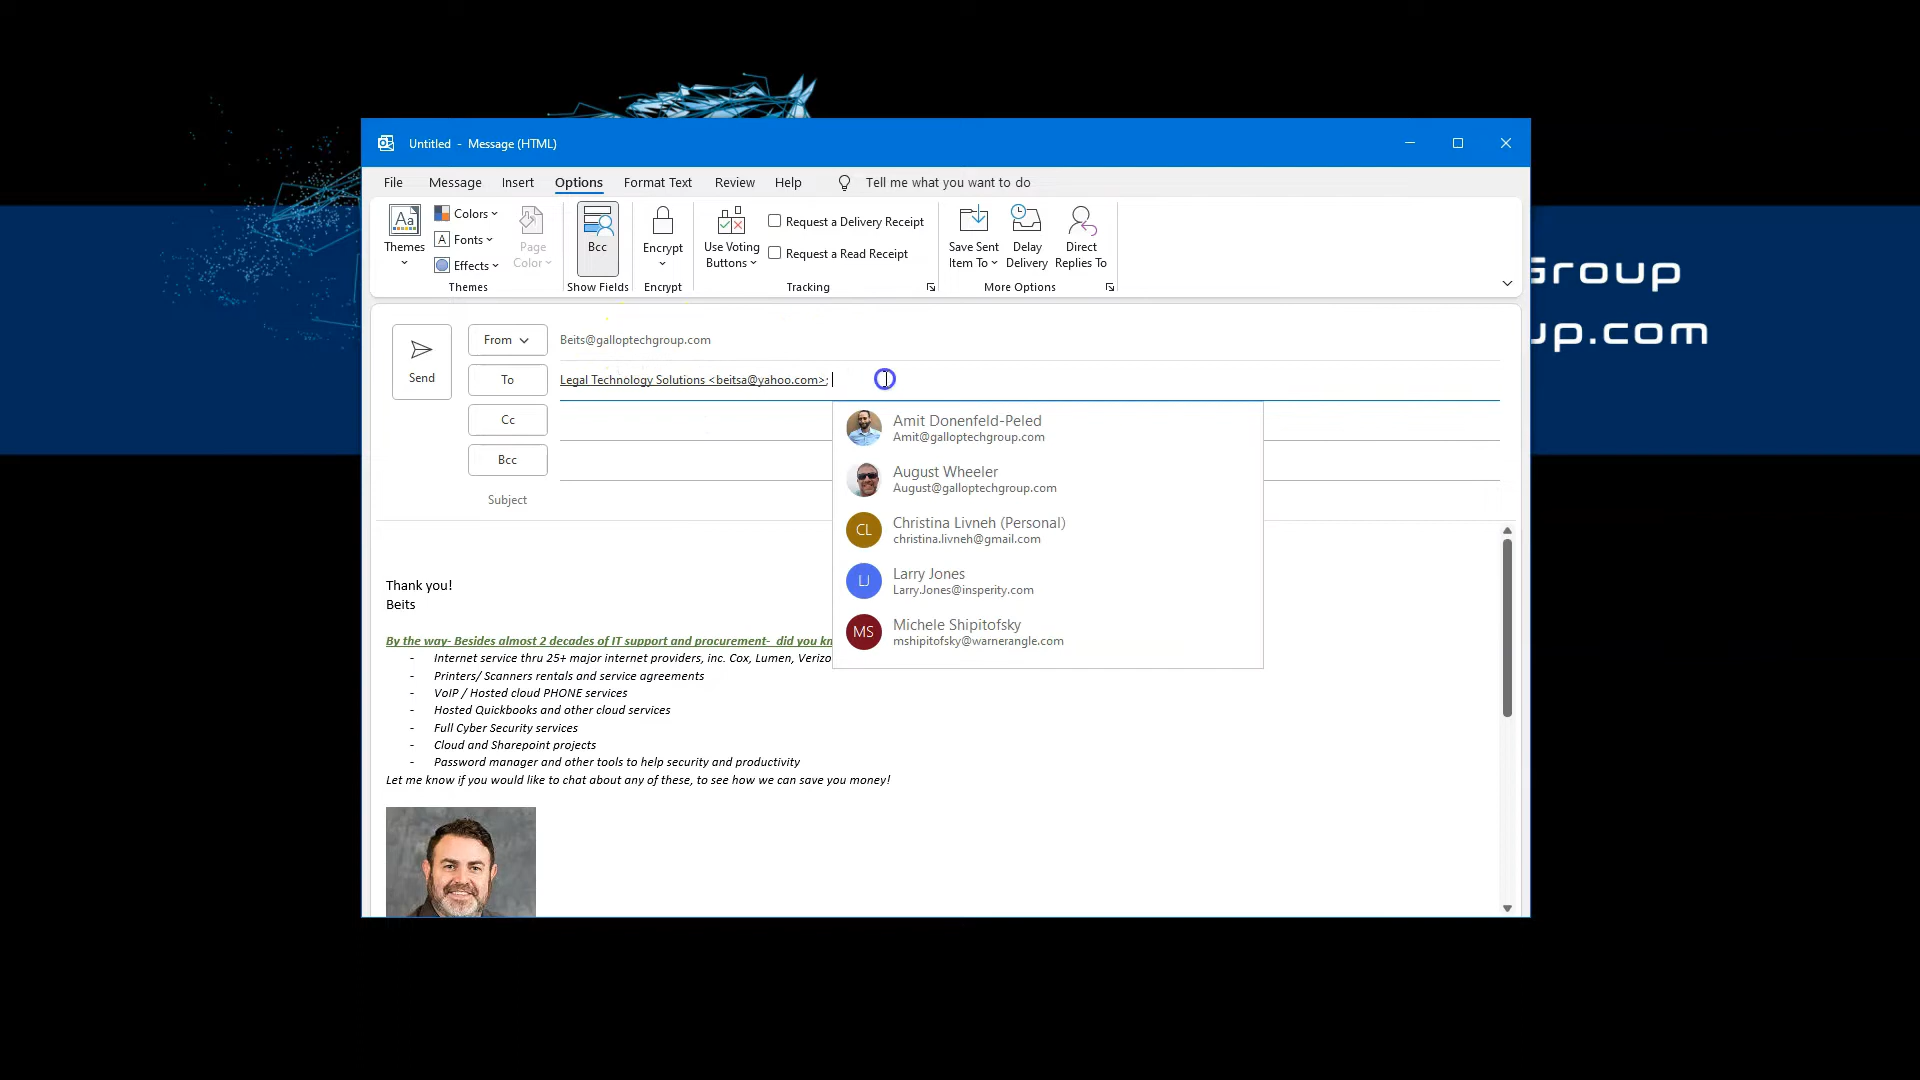 Untitled - Message (HTML)
File Message Insert Options Format Text Review Help Tell me what you want to do
Aa
Themes
Colors
A Fonts
Effects
Page
Color
Themes
Bcc
Show Fields
Encrypt
Encrypt
Use Voting
Buttons
Request a Delivery Receipt
Request a Read Receipt
Tracking
Save Sent
Item To
Delay
Delivery
Direct
Replies To
More Options
Group
up.com
Send
From Beits@galloptechgroup.com
To Legal Technology Solutions <beitsa@yahoo.com>;
Cc
Bcc
Subject
Amit Donenfeld-Peled
Amit@galloptechgroup.com
August Wheeler
August@galloptechgroup.com
CL Christina Livneh (Personal)
christina.livneh@gmail.com
LJ Larry Jones
Larry.Jones@insperity.com
MS Michele Shipitofsky
mshipitofsky@warnerangle.com
Thank you!
Beits
By the way- Besides almost 2 decades of IT support and procurement- did you kn
- Internet service thru 25+ major internet providers, inc. Cox, Lumen, Verizo
- Printers/ Scanners rentals and service agreements
- VoIP / Hosted cloud PHONE services
- Hosted Quickbooks and other cloud services
- Full Cyber Security services
- Cloud and Sharepoint projects
- Password manager and other tools to help security and productivity
Let me know if you would like to chat about any of these, to see how we can save you money!